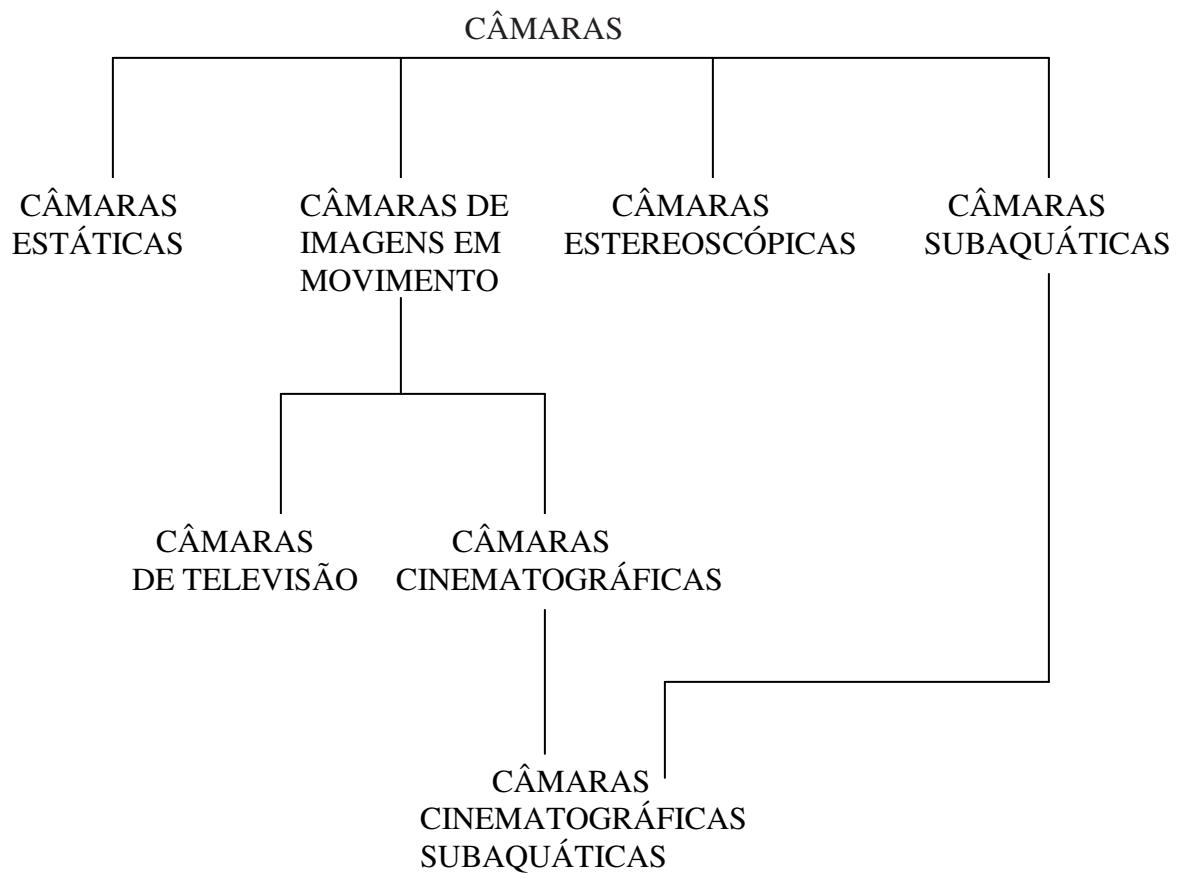 CÂMARAS
CÂMARAS
ESTÁTICAS
CÂMARAS DE
IMAGENS EM
MOVIMENTO
CÂMARAS
ESTEREOSCÓPICAS
CÂMARAS
SUBAQUÁTICAS
CÂMARAS
DE TELEVISÃO
CÂMARAS
CINEMATOGRÁFICAS
CÂMARAS
CINEMATOGRÁFICAS
SUBAQUÁTICAS